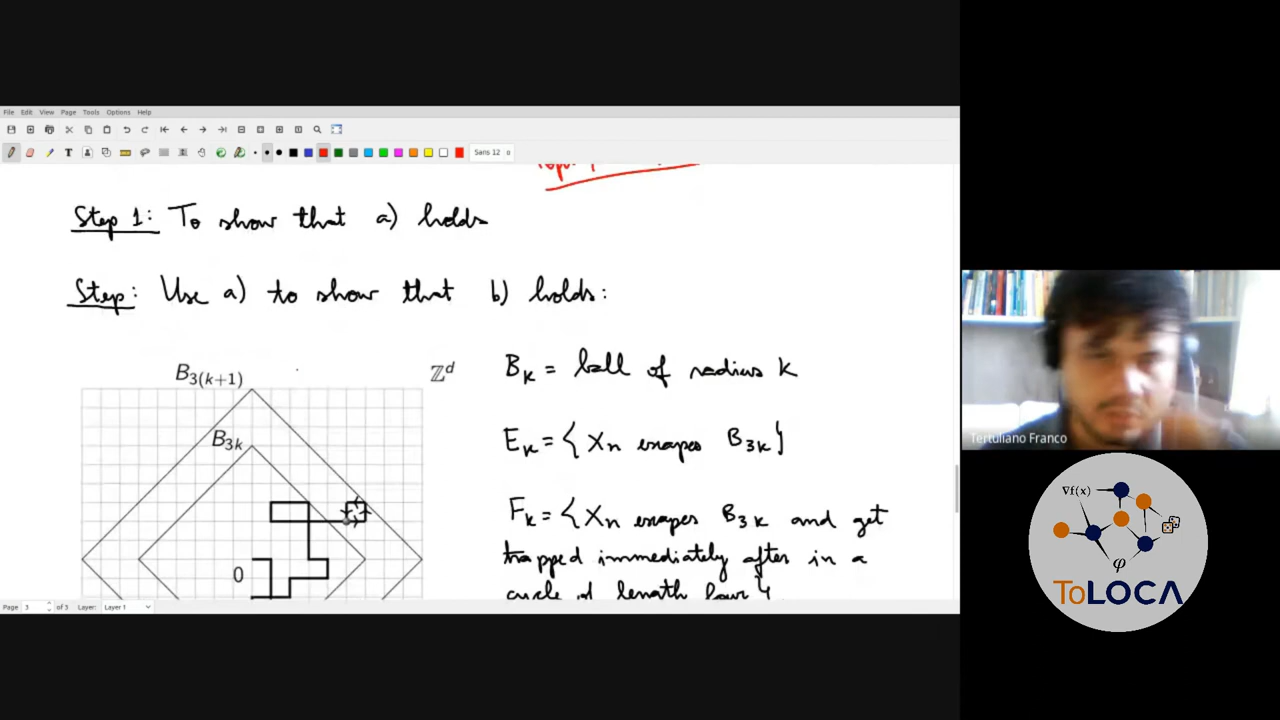 File Edit View Page Tools Options Help
Sans 12
Step 1: To show that a) holds
Step: Use a) to show that b) holds:
B3(k+1)
ℤd
Bk = ball of radius k
B3k
Ek = { Xn escapes B3k }
Fk = { Xn escapes B3k and get
trapped immediately after in a
circle of length four }
0
Page 3 of 3 Layer: Layer 1
Tertuliano Franco
∇f(x)
φ
ToLOCA